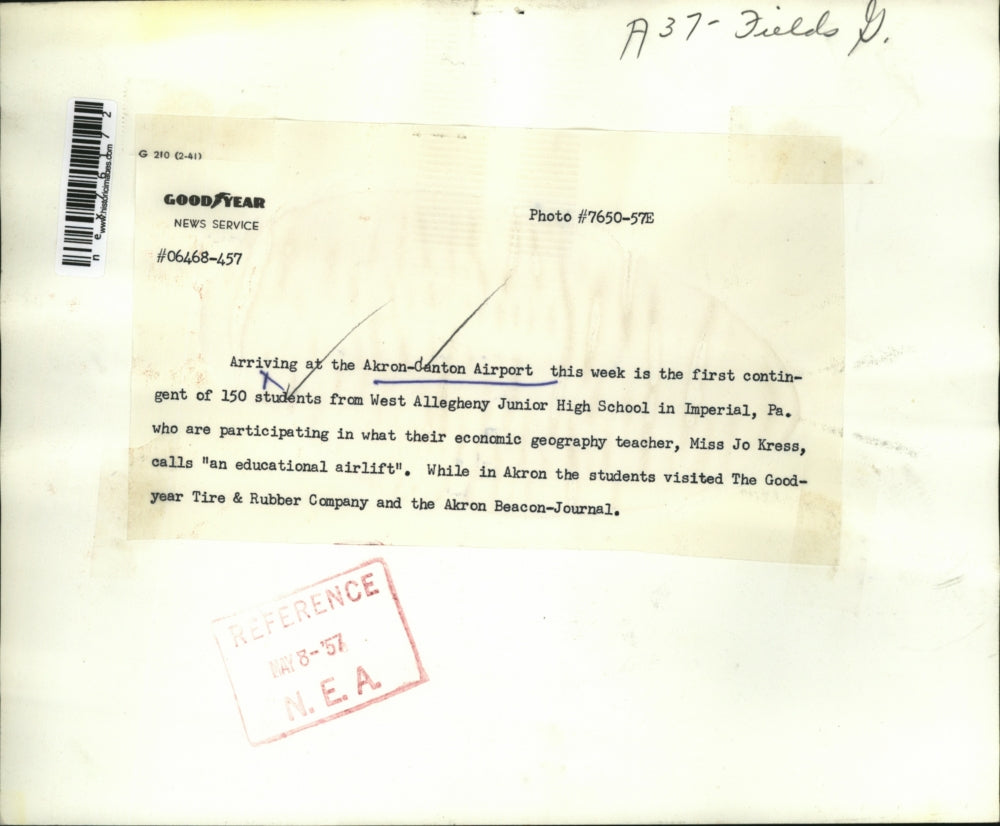 A37- Fields G.
www.historicimages.com
G 210 (2-41)
GOODYEAR
NEWS SERVICE
Photo #7650-57E
#06468-457
Arriving at the Akron-Canton Airport this week is the first contin-
gent of 150 students from West Allegheny Junior High School in Imperial, Pa.
who are participating in what their economic geography teacher, Miss Jo Kress,
calls "an educational airlift". While in Akron the students visited The Good-
year Tire & Rubber Company and the Akron Beacon-Journal.
REFERENCE
MAY 8-'57
N.E.A.